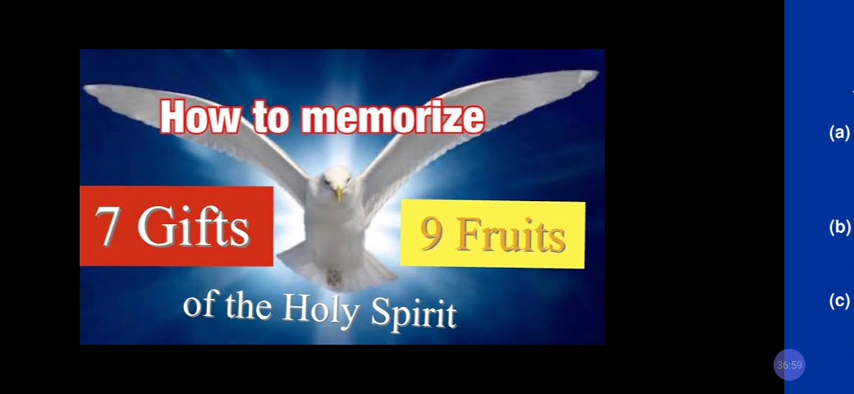 How to memorize
7 Gifts
9 Fruits
of the Holy Spirit
(a)
(b)
(c)
36:59